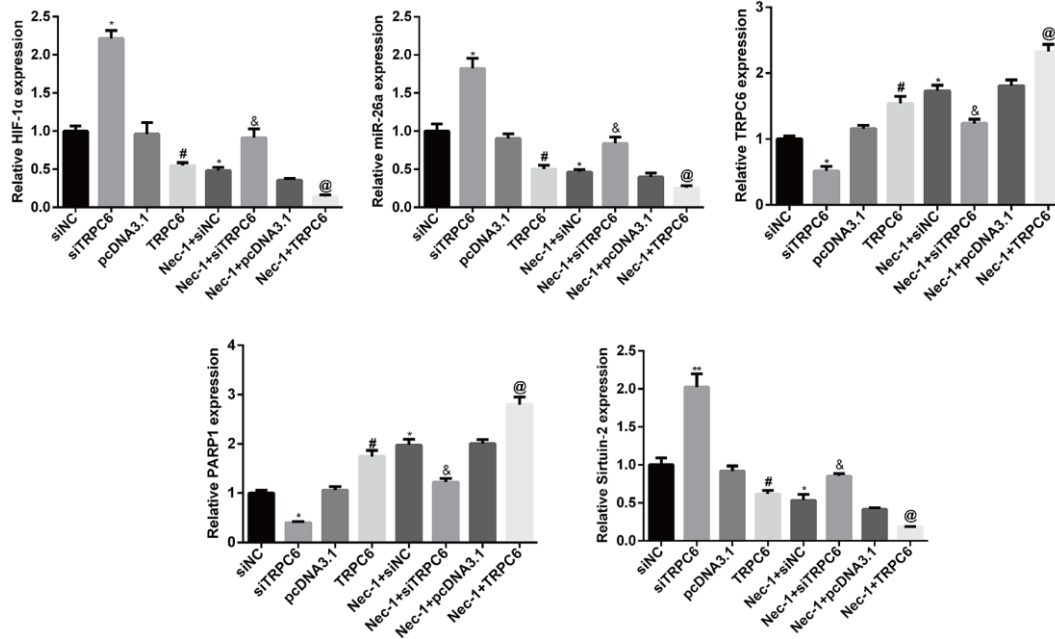 Relative HIF-1α expression
2.5
2.0
1.5
1.0
0.5
0.0
*
#
*
&
@
siNC
siTRPC6
pcDNA3.1
TRPC6
Nec-1+siNC
Nec-1+siTRPC6
Nec-1+pcDNA3.1
Nec-1+TRPC6
Relative miR-26a expression
2.5
2.0
1.5
1.0
0.5
0.0
*
#
*
&
@
siNC
siTRPC6
pcDNA3.1
TRPC6
Nec-1+siNC
Nec-1+siTRPC6
Nec-1+pcDNA3.1
Nec-1+TRPC6
Relative TRPC6 expression
3
2
1
0
*
#
*
&
@
siNC
siTRPC6
pcDNA3.1
TRPC6
Nec-1+siNC
Nec-1+siTRPC6
Nec-1+pcDNA3.1
Nec-1+TRPC6
Relative PARP1 expression
4
3
2
1
0
*
#
*
&
@
siNC
siTRPC6
pcDNA3.1
TRPC6
Nec-1+siNC
Nec-1+siTRPC6
Nec-1+pcDNA3.1
Nec-1+TRPC6
Relative Sirtuin-2 expression
2.5
2.0
1.5
1.0
0.5
0.0
**
#
*
&
@
siNC
siTRPC6
pcDNA3.1
TRPC6
Nec-1+siNC
Nec-1+siTRPC6
Nec-1+pcDNA3.1
Nec-1+TRPC6